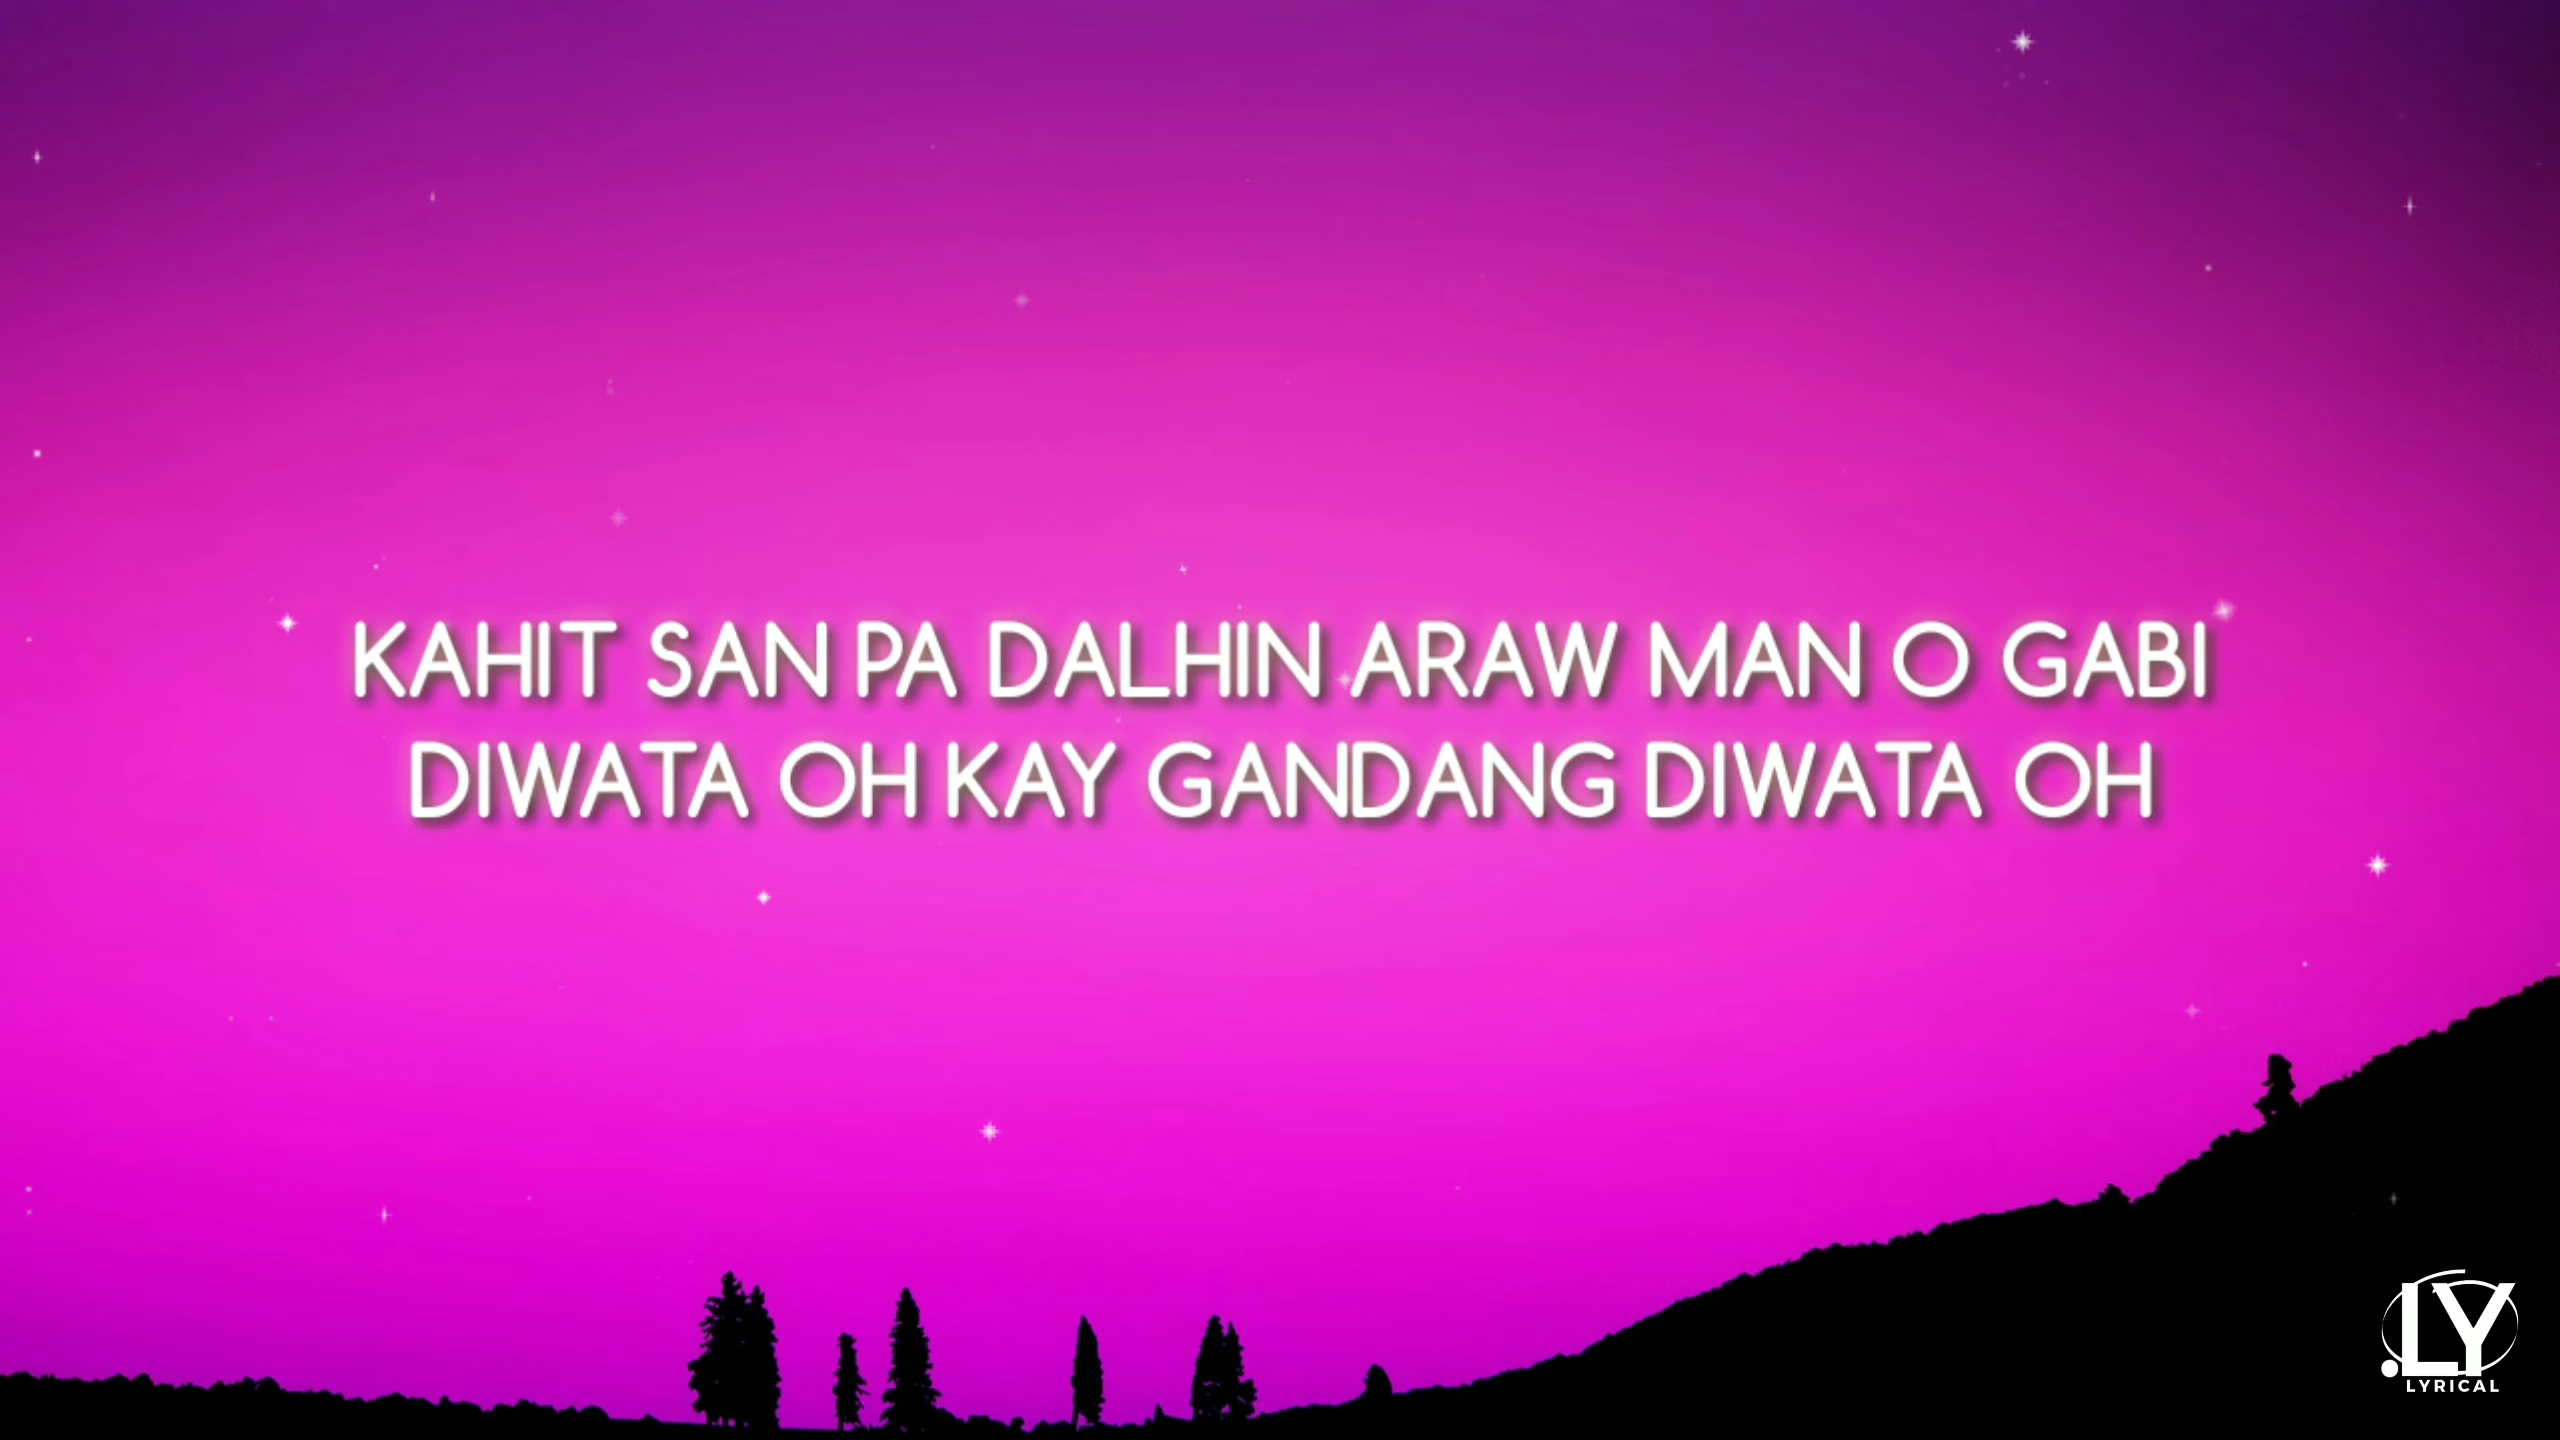 KAHIT SAN PA DALHIN ARAW MAN O GABI
DIWATA OH KAY GANDANG DIWATA OH
.LY
LYRICAL